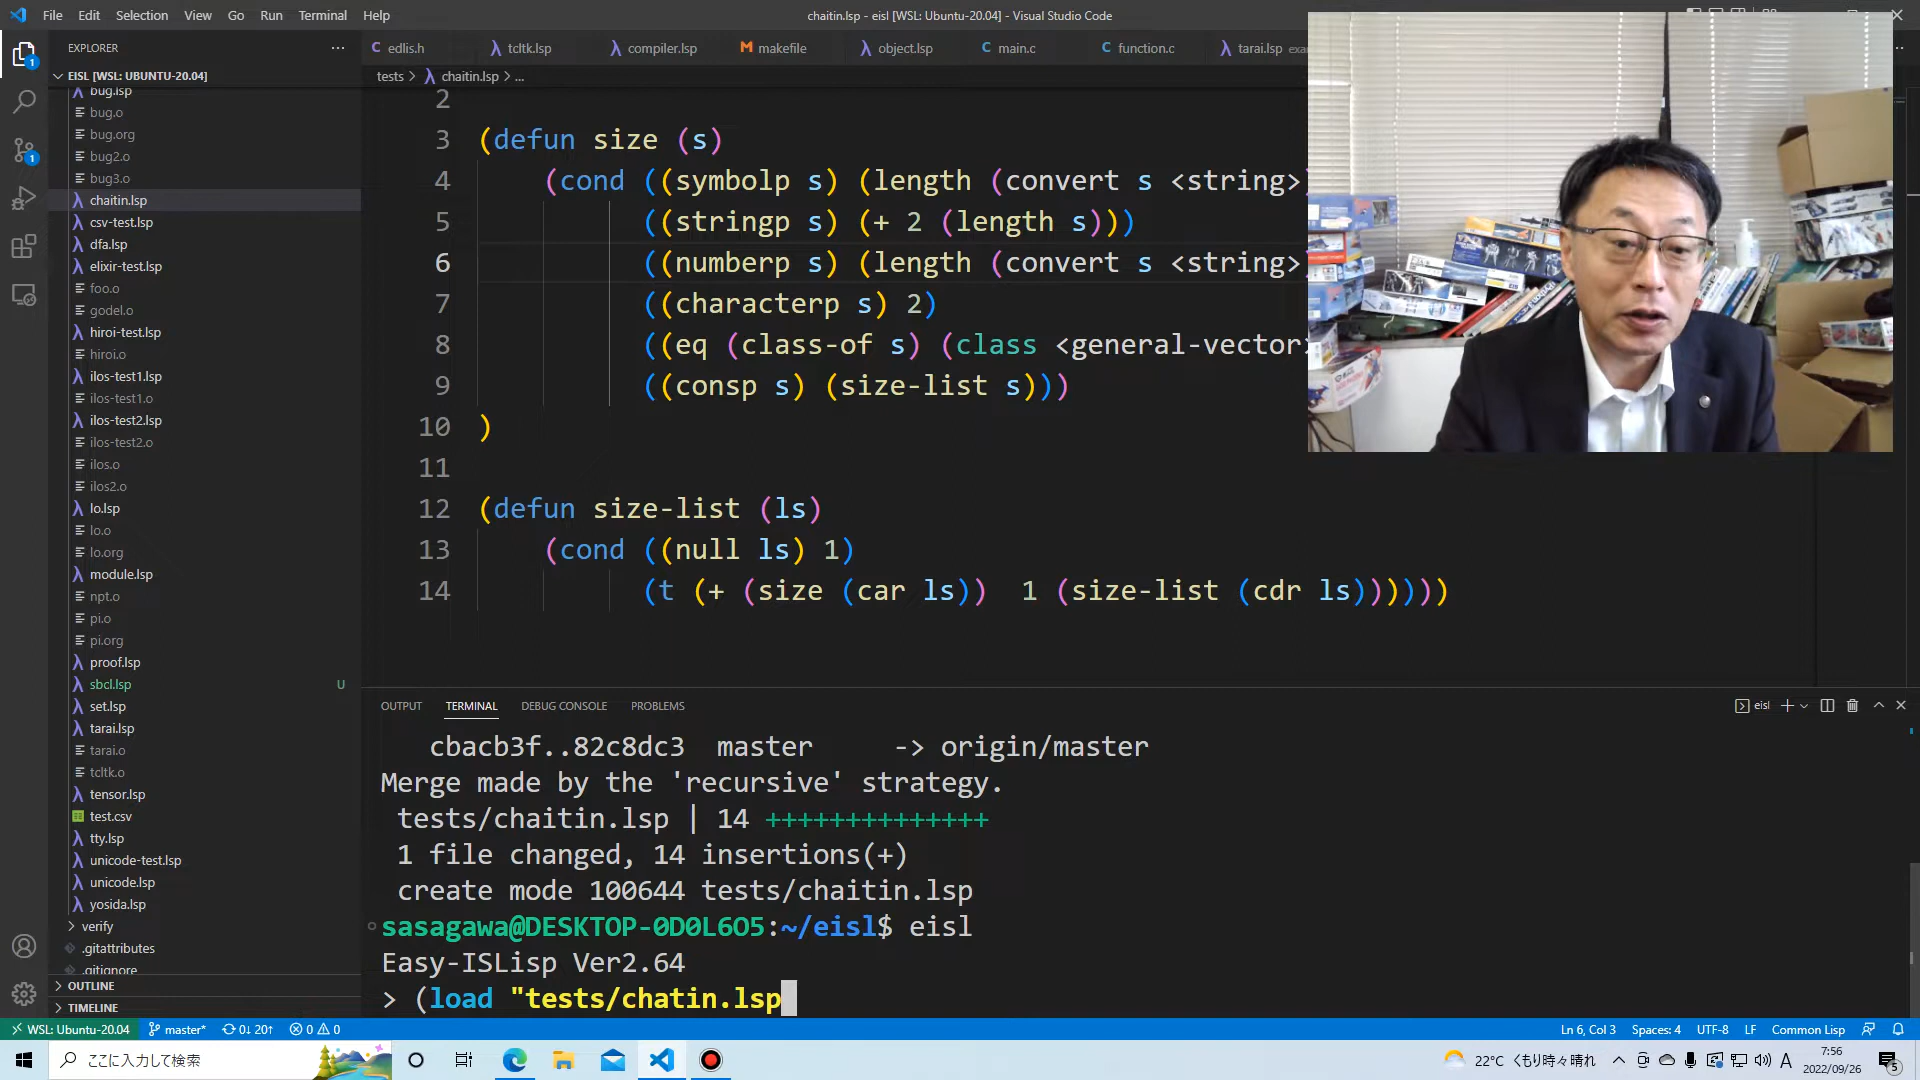 File Edit Selection View Go Run Terminal Help
chaitin.lsp - eisl [WSL: Ubuntu-20.04] - Visual Studio Code
EXPLORER
EISL [WSL: UBUNTU-20.04]
bug.lsp
bug.o
bug.org
bug2.o
bug3.o
chaitin.lsp
csv-test.lsp
dfa.lsp
elixir-test.lsp
foo.o
godel.o
hiroi-test.lsp
hiroi.o
ilos-test1.lsp
ilos-test1.o
ilos-test2.lsp
ilos-test2.o
ilos.o
ilos2.o
lo.lsp
lo.o
lo.org
module.lsp
npt.o
pi.o
pi.org
proof.lsp
sbcl.lsp U
set.lsp
tarai.lsp
tarai.o
tcltk.o
tensor.lsp
test.csv
tty.lsp
unicode-test.lsp
unicode.lsp
yosida.lsp
verify
.gitattributes
.gitignore
OUTLINE
TIMELINE
edlis.h tcltk.lsp compiler.lsp makefile object.lsp main.c function.c tarai.lsp exa
tests > chaitin.lsp > ...
2
3 (defun size (s)
4 (cond ((symbolp s) (length (convert s <string>)
5 ((stringp s) (+ 2 (length s)))
6 ((numberp s) (length (convert s <string>)
7 ((characterp s) 2)
8 ((eq (class-of s) (class <general-vector>
9 ((consp s) (size-list s)))
10 )
11
12 (defun size-list (ls)
13 (cond ((null ls) 1)
14 (t (+ (size (car ls)) 1 (size-list (cdr ls))))))
OUTPUT TERMINAL DEBUG CONSOLE PROBLEMS
eisl
cbacb3f..82c8dc3 master -> origin/master
Merge made by the 'recursive' strategy.
tests/chaitin.lsp | 14 ++++++++++++++
1 file changed, 14 insertions(+)
create mode 100644 tests/chaitin.lsp
sasagawa@DESKTOP-0D0L6O5:~/eisl$ eisl
Easy-ISLisp Ver2.64
> (load "tests/chatin.lsp
WSL: Ubuntu-20.04 master* 0↓ 20↑ 0 0
Ln 6, Col 3 Spaces: 4 UTF-8 LF Common Lisp
ここに入力して検索
22°C くもり時々晴れ A 7:56
2022/09/26
5